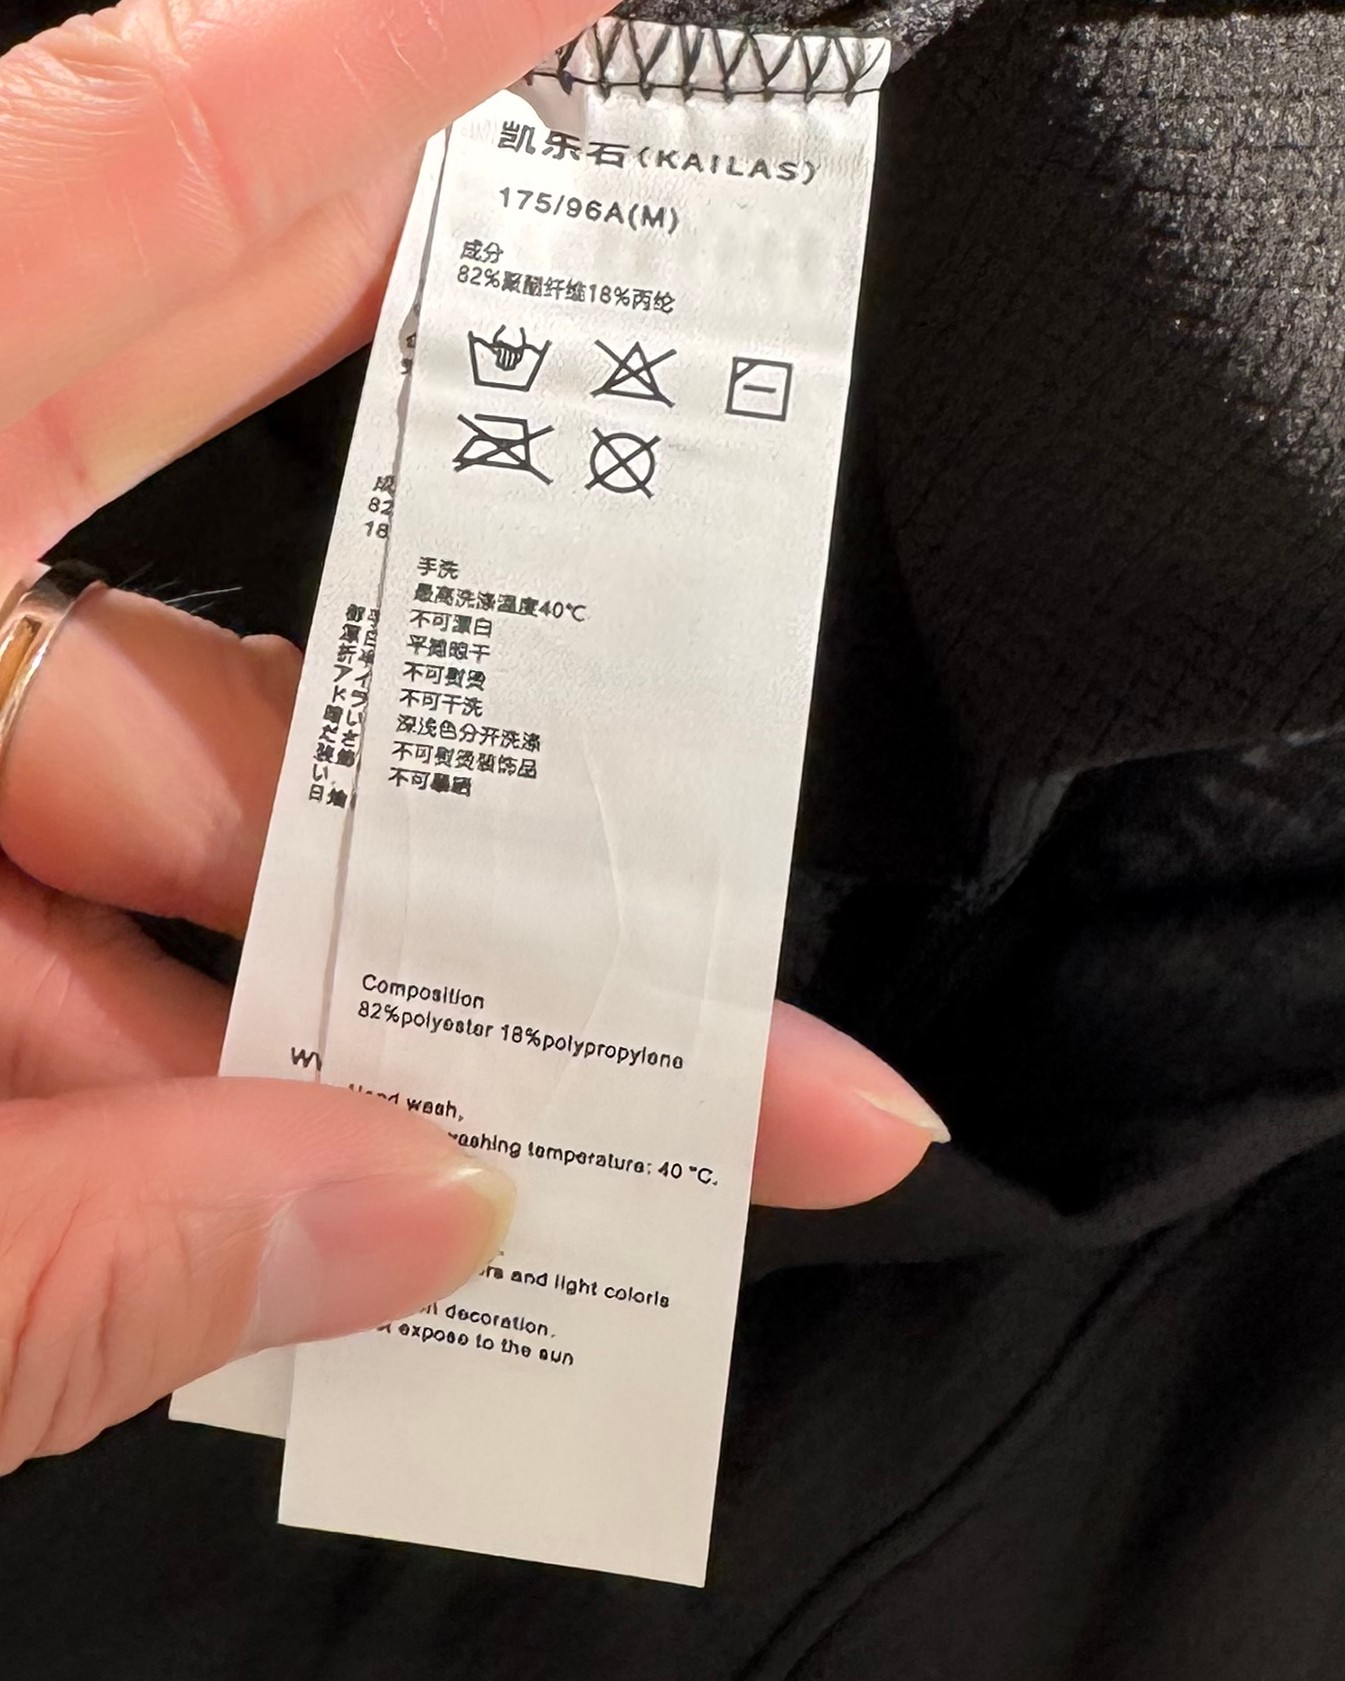 凯乐石(KAILAS)
175/96A(M)
成分
82%聚酯纤维18%丙纶
手洗
最高洗涤温度40℃
不可漂白
平摊晾干
不可熨烫
不可干洗
深浅色分开洗涤
不可熨烫装饰品
不可暴晒
Composition
82%polyester 18%polypropylene
wash,
washing temperature: 40 °C.
and light coloris
decoration.
expose to the sun
82
18